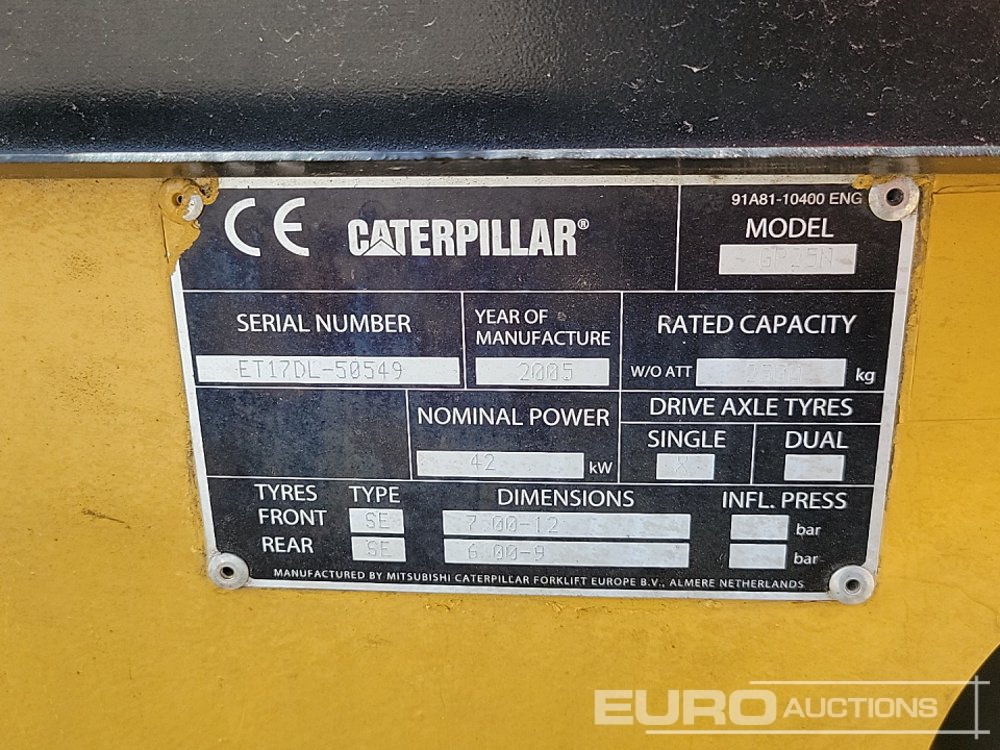 91A81-10400 ENG
CE CATERPILLAR®
MODEL
SERIAL NUMBER
ET17DL-50549
YEAR OF
MANUFACTURE
2005
RATED CAPACITY
W/O ATT kg
NOMINAL POWER
42 kW
DRIVE AXLE TYRES
SINGLE DUAL
X
TYRES TYPE DIMENSIONS INFL. PRESS
FRONT SE 7.00-12 bar
REAR SE 6.00-9 bar
MANUFACTURED BY MITSUBISHI CATERPILLAR FORKLIFT EUROPE B.V., ALMERE NETHERLANDS
EURO AUCTIONS